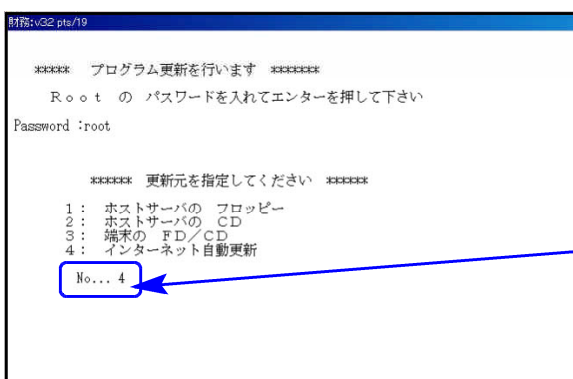 財務:v32 pts/19
***** プログラム更新を行います *******
Ｒｏｏｔ の パスワードを入れてエンターを押して下さい
Password :root
****** 更新元を指定してください ******
1： ホストサーバの フロッピー
2： ホストサーバの ＣＤ
3： 端末の ＦＤ／ＣＤ
4： インターネット自動更新
No... 4